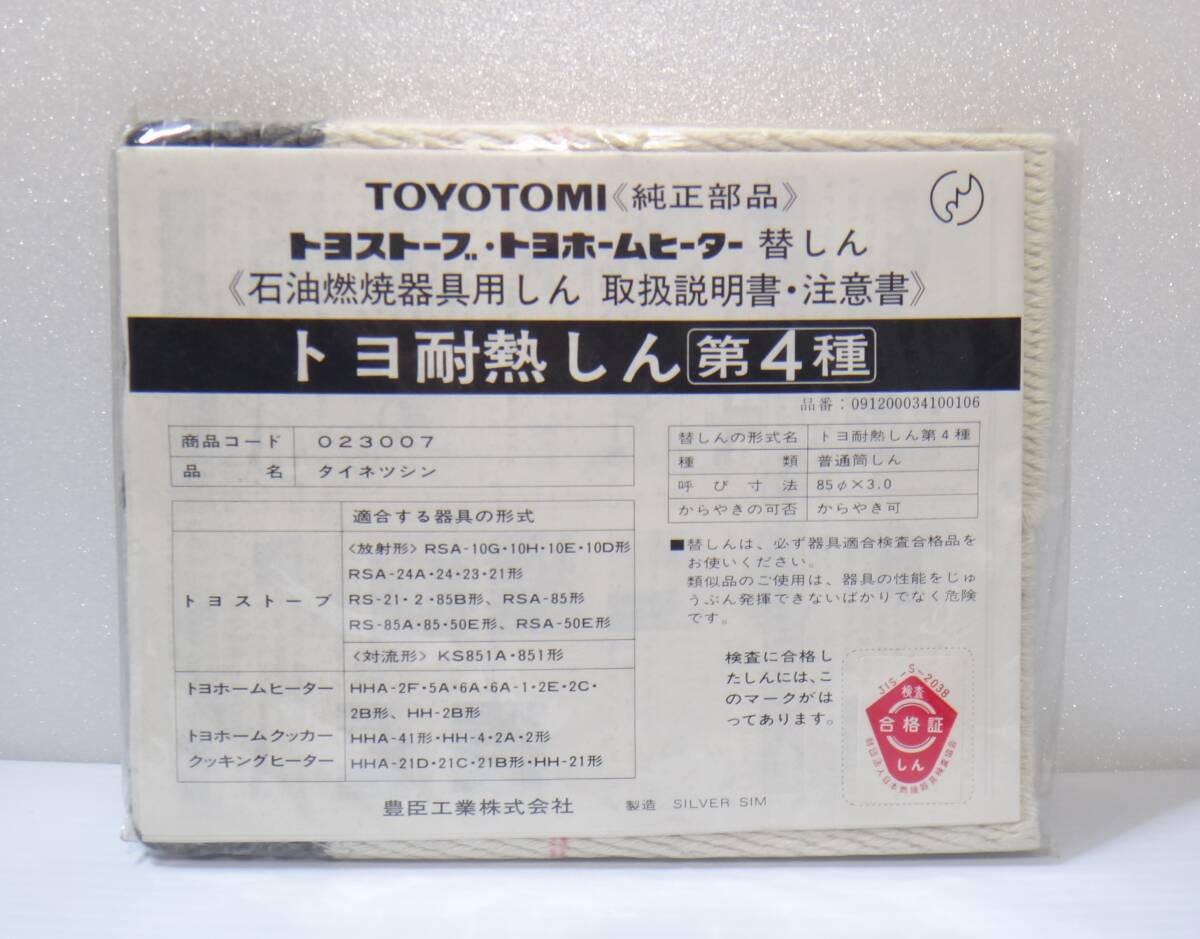 TOYOTOMI《純正部品》
トヨストーブ・トヨホームヒーター 替しん
《石油燃焼器具用しん 取扱説明書・注意書》
トヨ耐熱しん 第4種
品番:091200034100106
商品コード 023007
品名 タイネツシン
適合する器具の形式
トヨストーブ
〈放射形〉RSA-10G・10H・10E・10D形
RSA-24A・24・23・21形
RS-21・2・85B形、RSA-85形
RS-85A・85・50E形、RSA-50E形
〈対流形〉KS851A・851形
トヨホームヒーター HHA-2F・5A・6A・6A-1・2E・2C・
2B形、HH-2B形
トヨホームクッカー HHA-41形・HH-4・2A・2形
クッキングヒーター HHA-21D・21C・21B形・HH-21形
替しんの形式名 トヨ耐熱しん第4種
種類 普通筒しん
呼び寸法 85φ×3.0
からやきの可否 からやき可
■替しんは、必ず器具適合検査合格品を
お使いください。
類似品のご使用は、器具の性能をじゅ
うぶん発揮できないばかりでなく危険
です。
検査に合格し
たしんには、こ
のマークがは
ってあります。
JIS-S-2038
検査
合格証
しん
財団法人日本燃焼器具検査協会
豊臣工業株式会社 製造 SILVER SIM